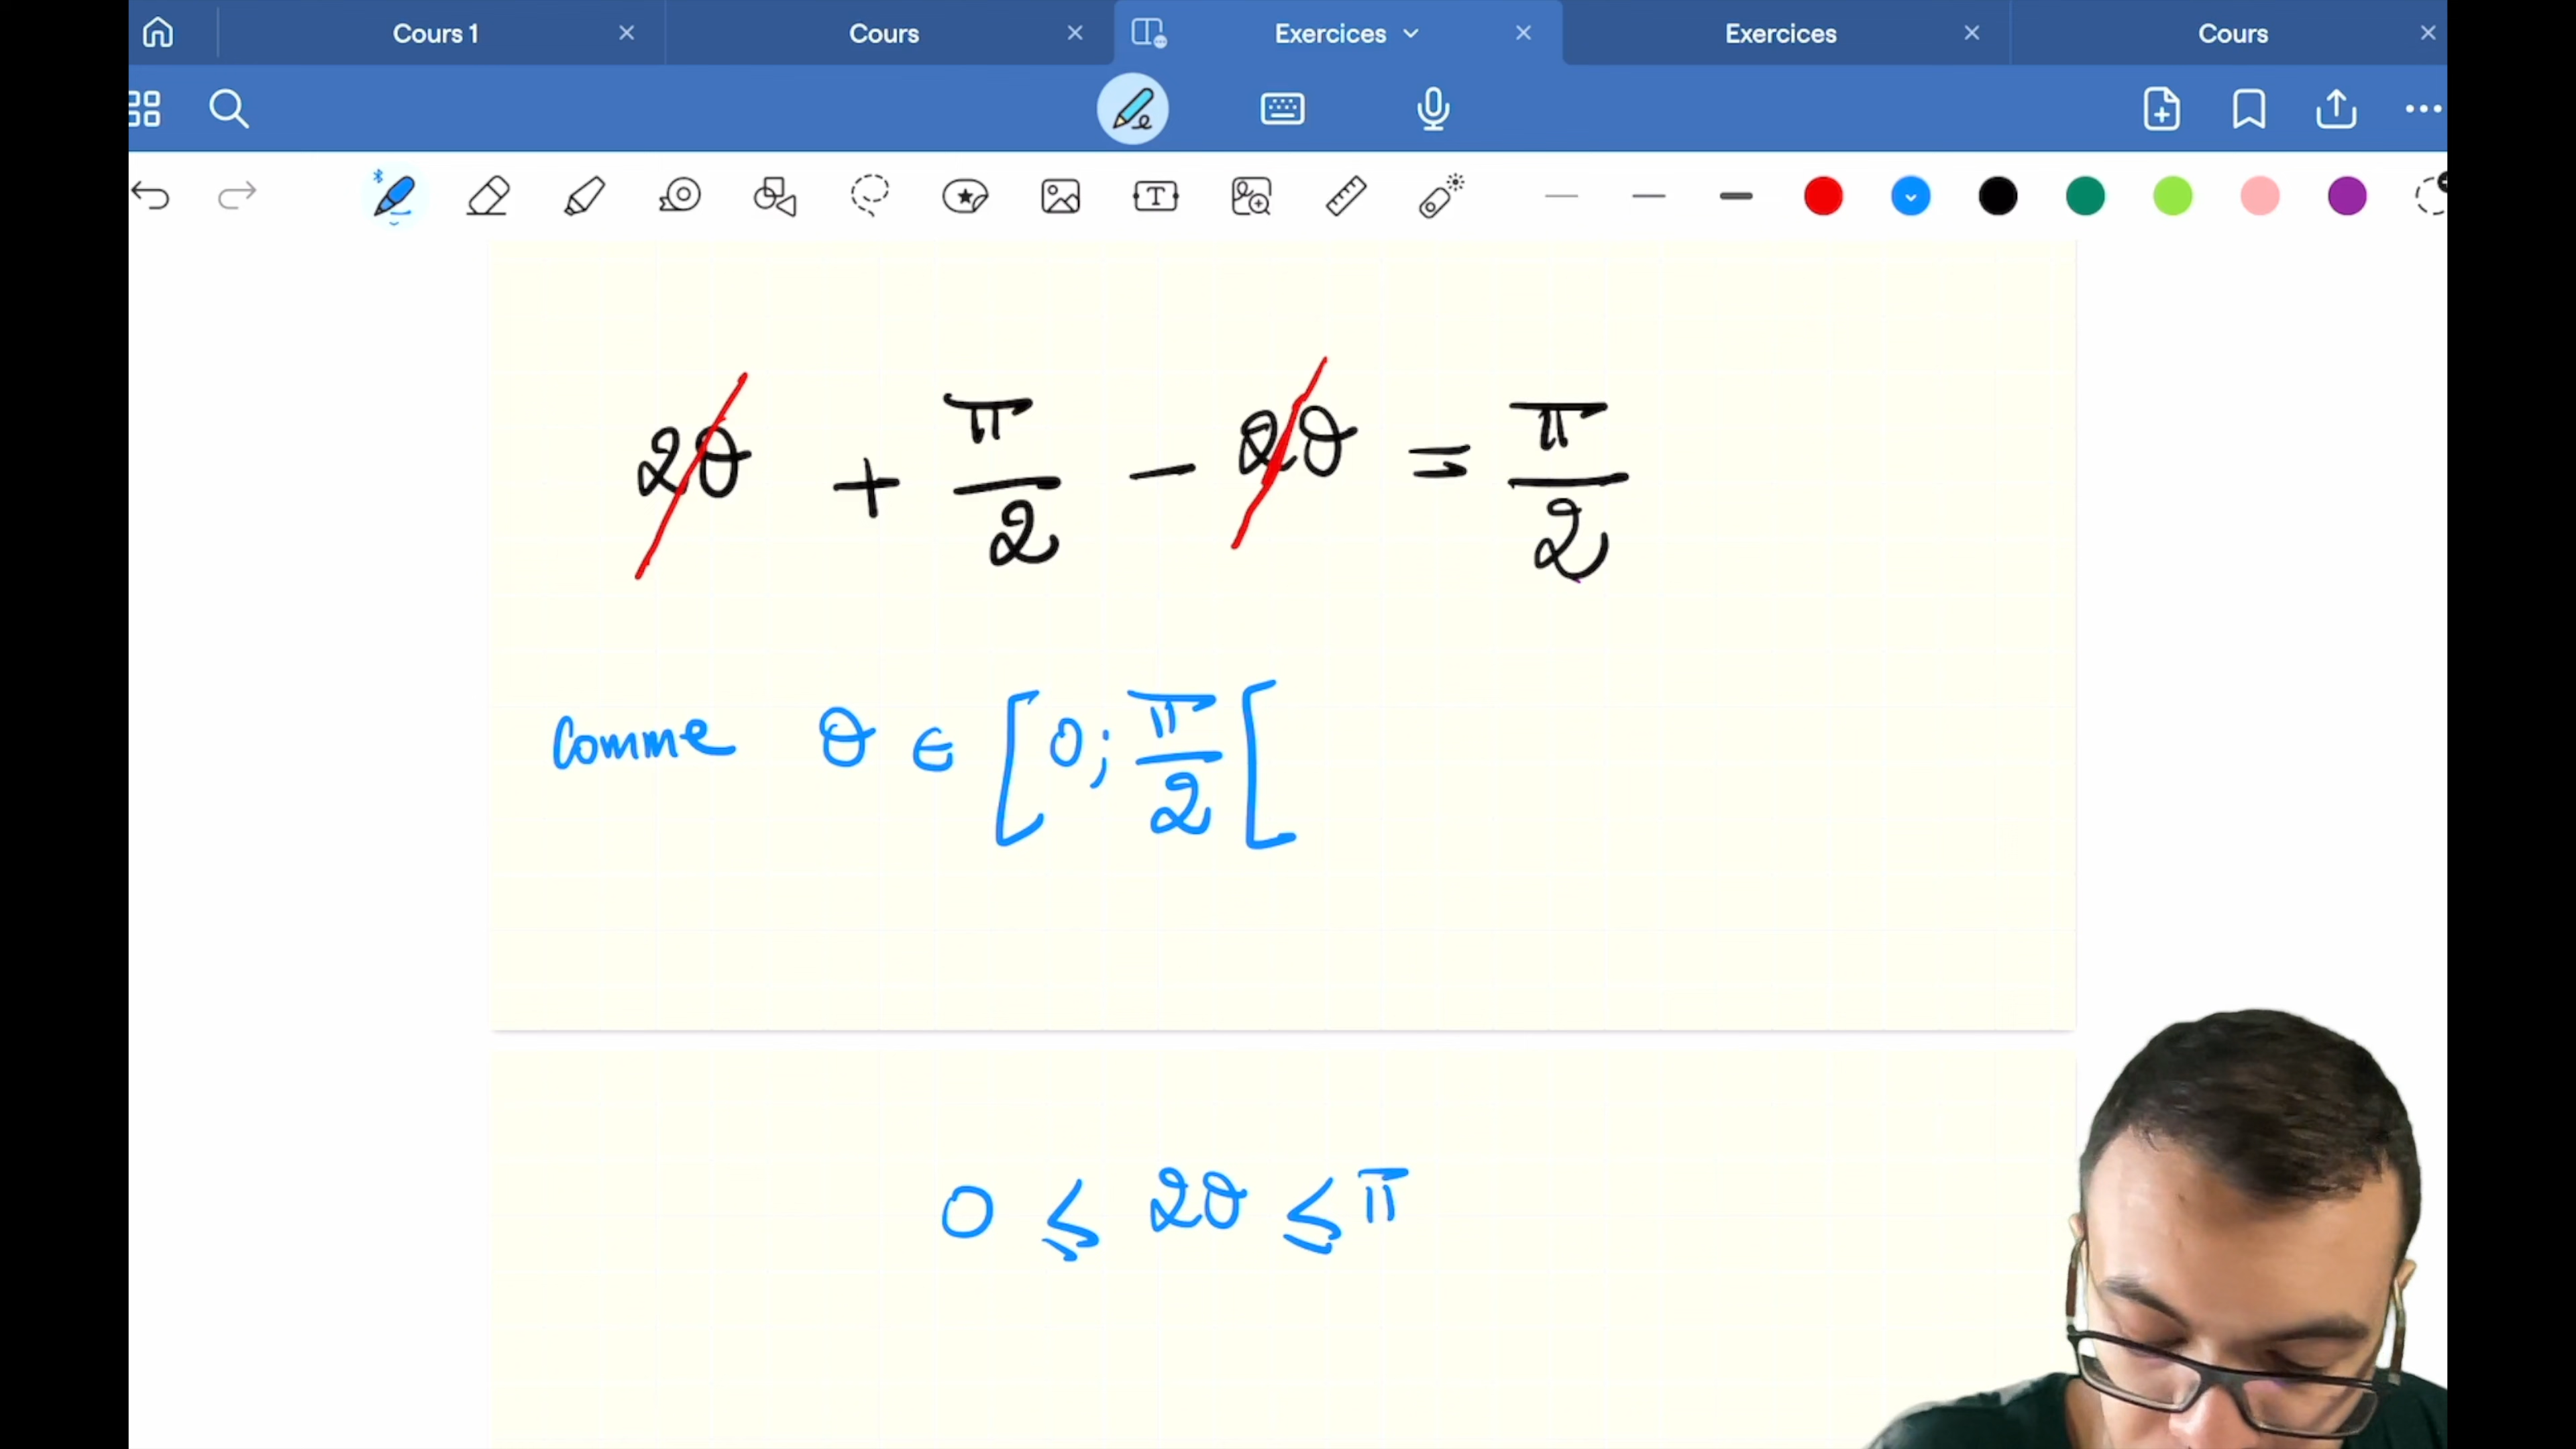 Cours 1 Cours Exercices Exercices Cours
2θ + π/2 - 2θ = π/2
Comme θ ∈ [0; π/2[
0 ≤ 2θ ≤ π